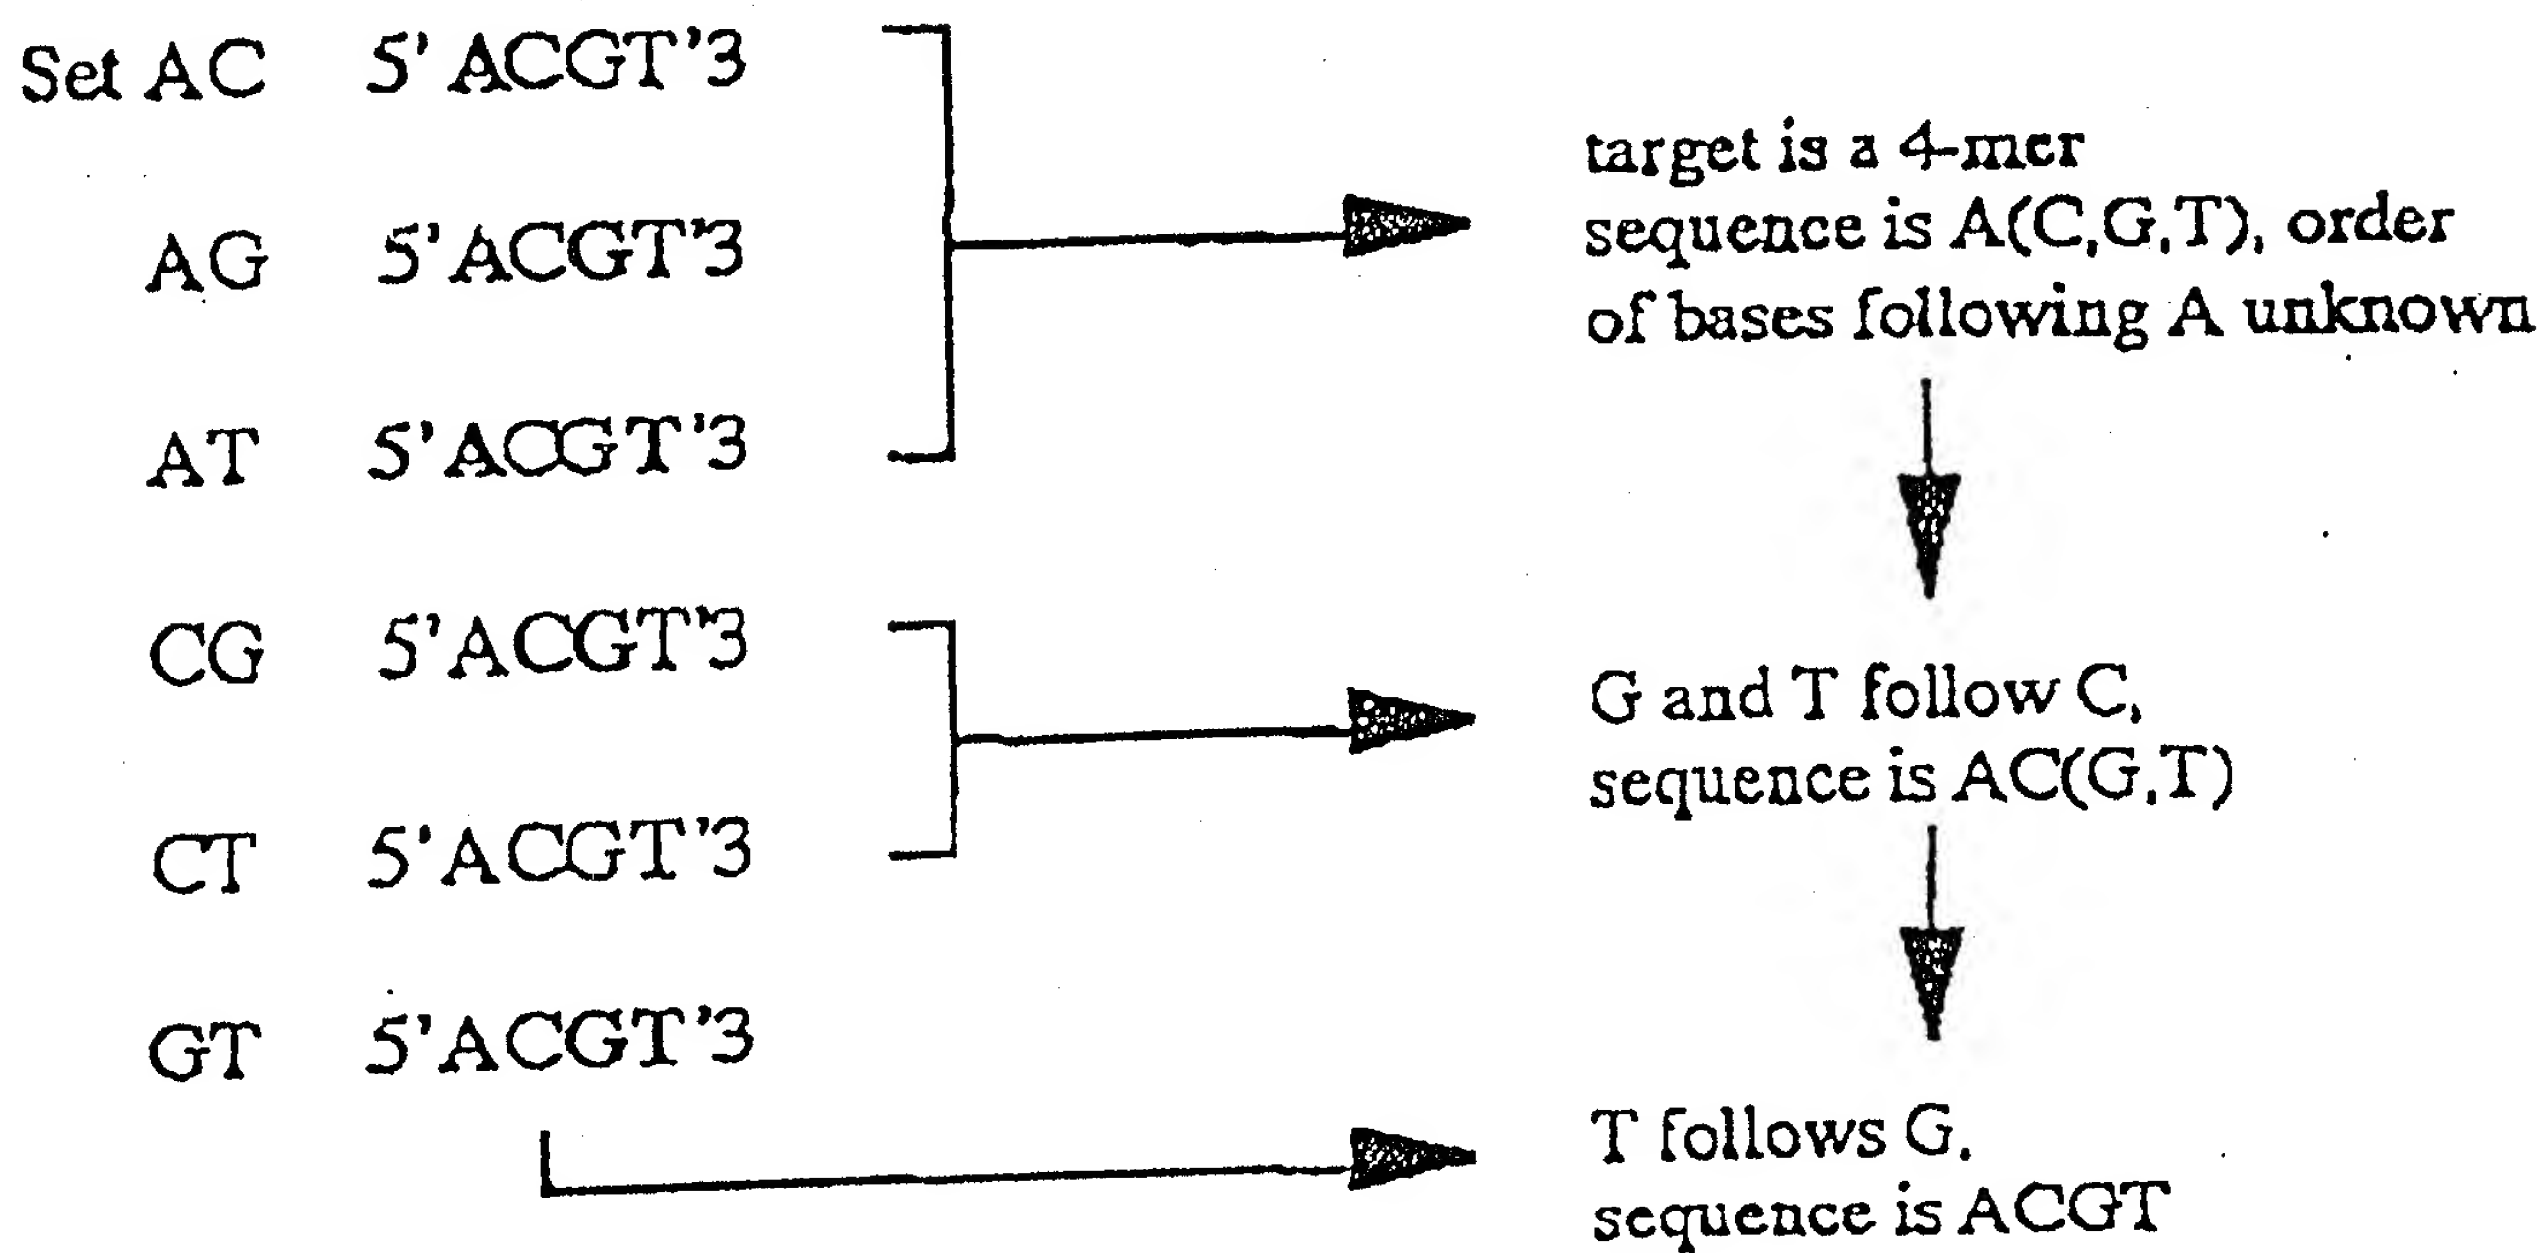 Set AC 5' ACGT'3
AG 5'ACGT'3
AT 5'ACGT'3
CG 5'ACGT'3
CT 5'ACGT'3
GT 5'ACGT'3
target is a 4-mer
sequence is A(C,G,T), order
of bases following A unknown
G and T follow C,
sequence is AC(G,T)
T follows G,
sequence is ACGT